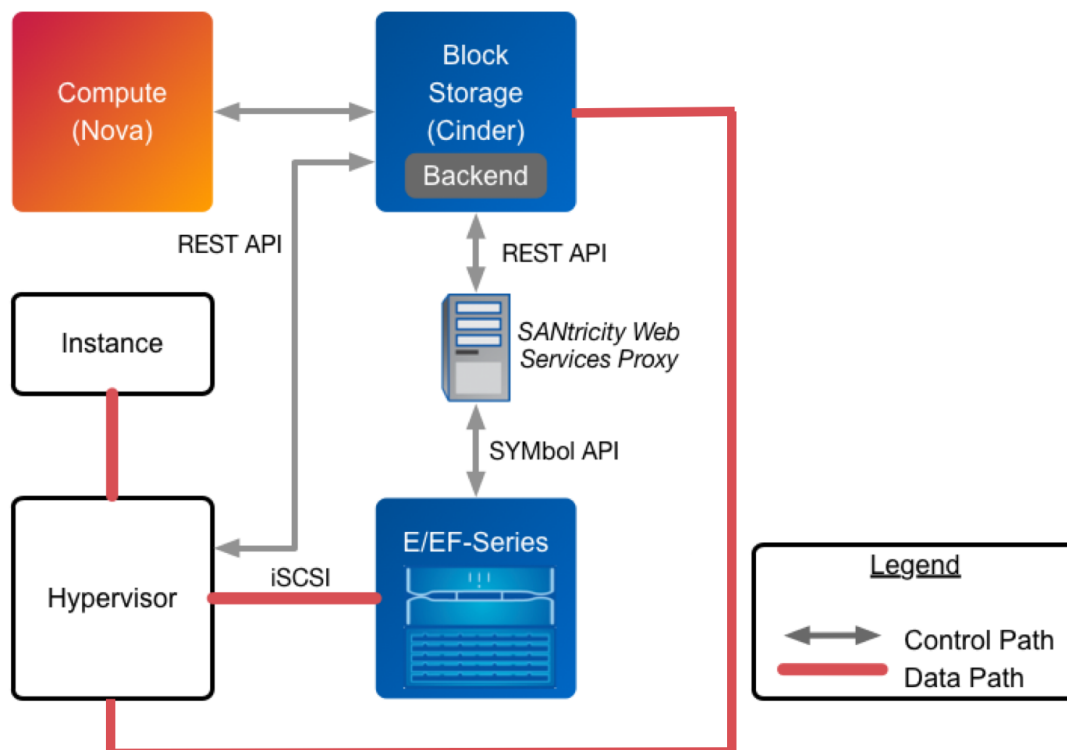 Compute
(Nova)
Block
Storage
(Cinder)
Backend
REST API
REST API
SANtricity Web
Services Proxy
Instance
SYMbol API
Hypervisor
iSCSI
E/EF-Series
Legend
Control Path
Data Path